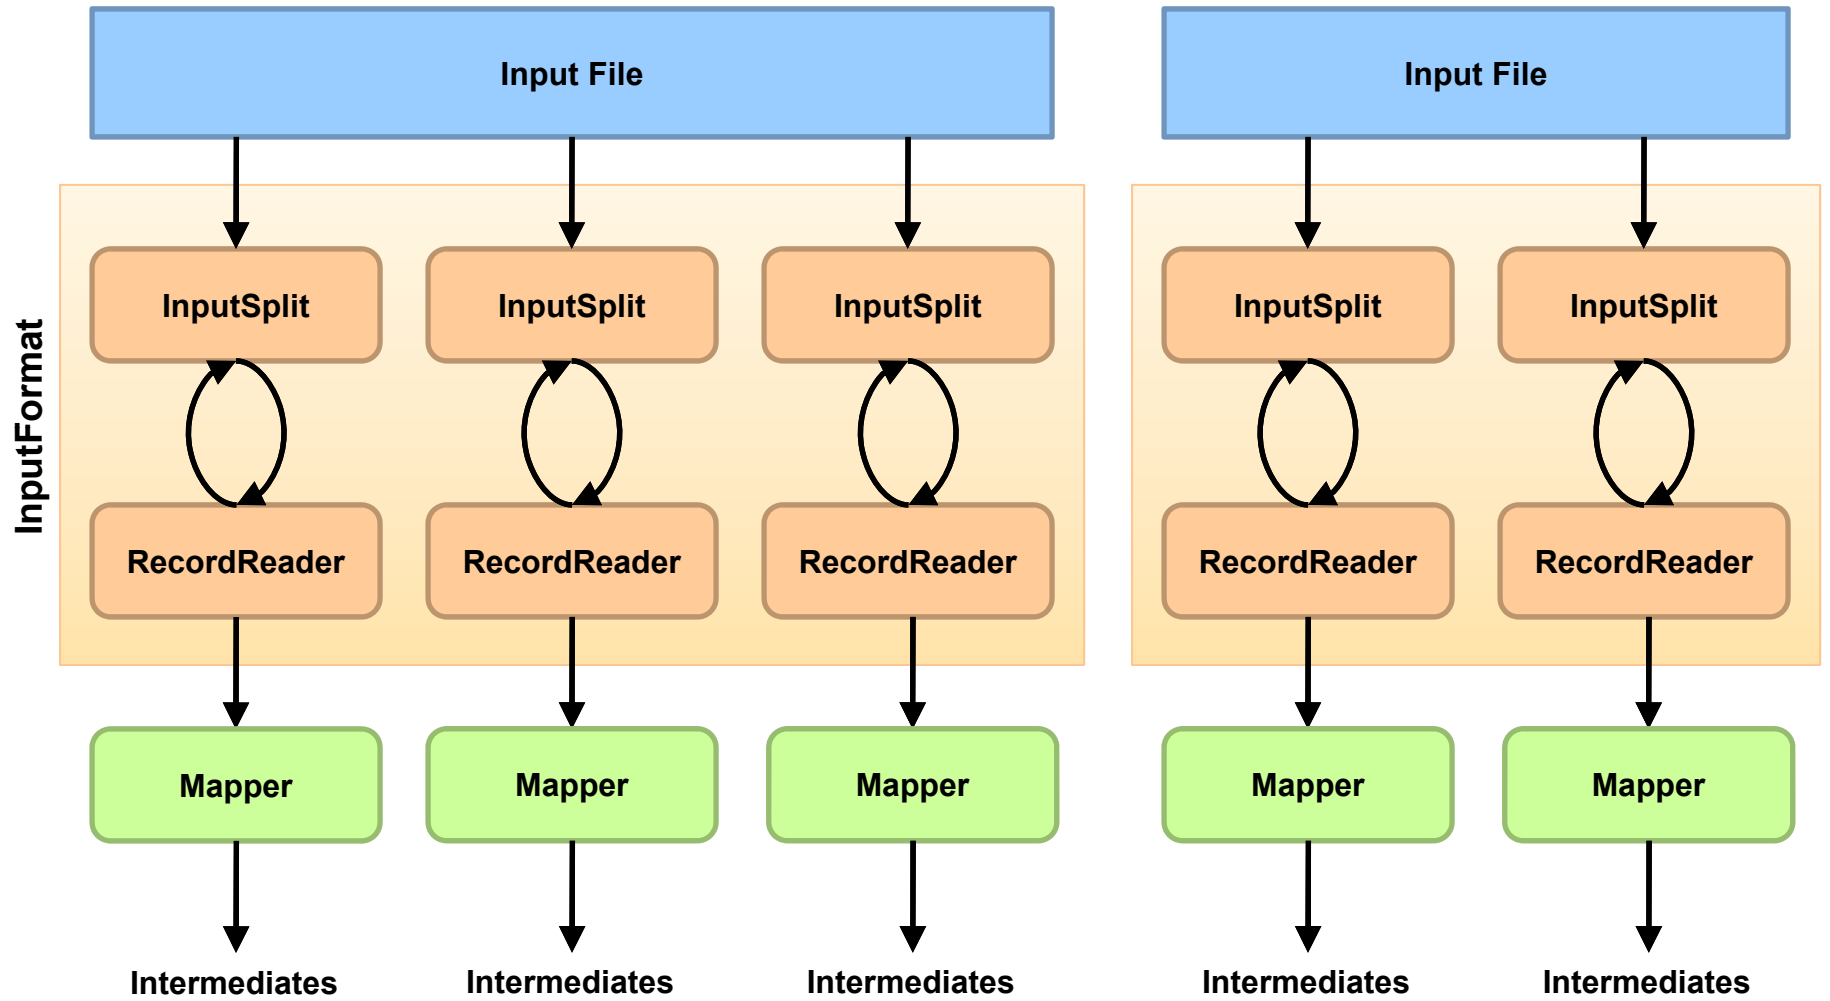 Input File
Input File
InputSplit
InputSplit
InputSplit
InputSplit
InputSplit
InputFormat
RecordReader
RecordReader
RecordReader
RecordReader
RecordReader
Mapper
Mapper
Mapper
Mapper
Mapper
Intermediates
Intermediates
Intermediates
Intermediates
Intermediates